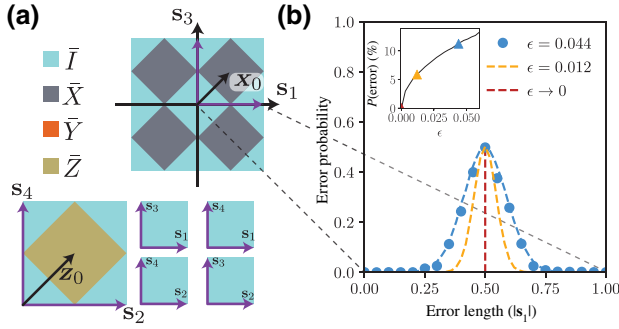 (a)
Ī
X̄
Ȳ
Z̄
s₃
s₁
x₀
s₄
s₂
z₀
s₃
s₁
s₄
s₁
s₄
s₂
s₃
s₂
(b)
Error probability
1.0
0.8
0.6
0.4
0.2
0.0
0.00
0.25
0.50
0.75
1.00
Error length (|s₁|)
P(error) (%)
10
5
0
0.000
0.025
0.050
ϵ
ϵ = 0.044
ϵ = 0.012
ϵ → 0